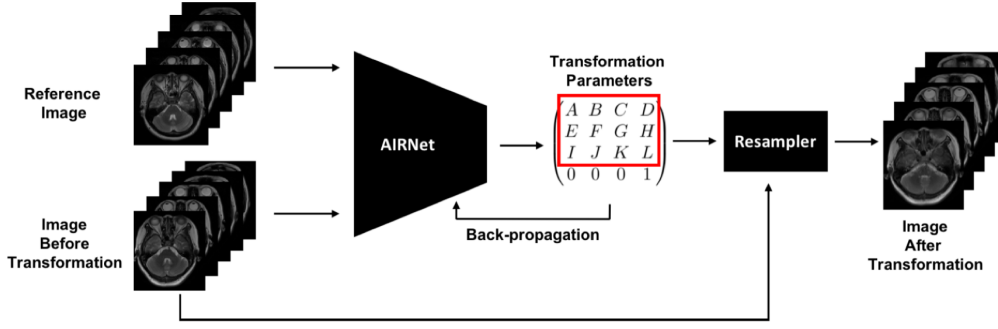 Reference
Image
Image
Before
Transformation
AIRNet
Transformation
Parameters
A B C D
E F G H
I J K L
0 0 0 1
Back-propagation
Resampler
Image
After
Transformation